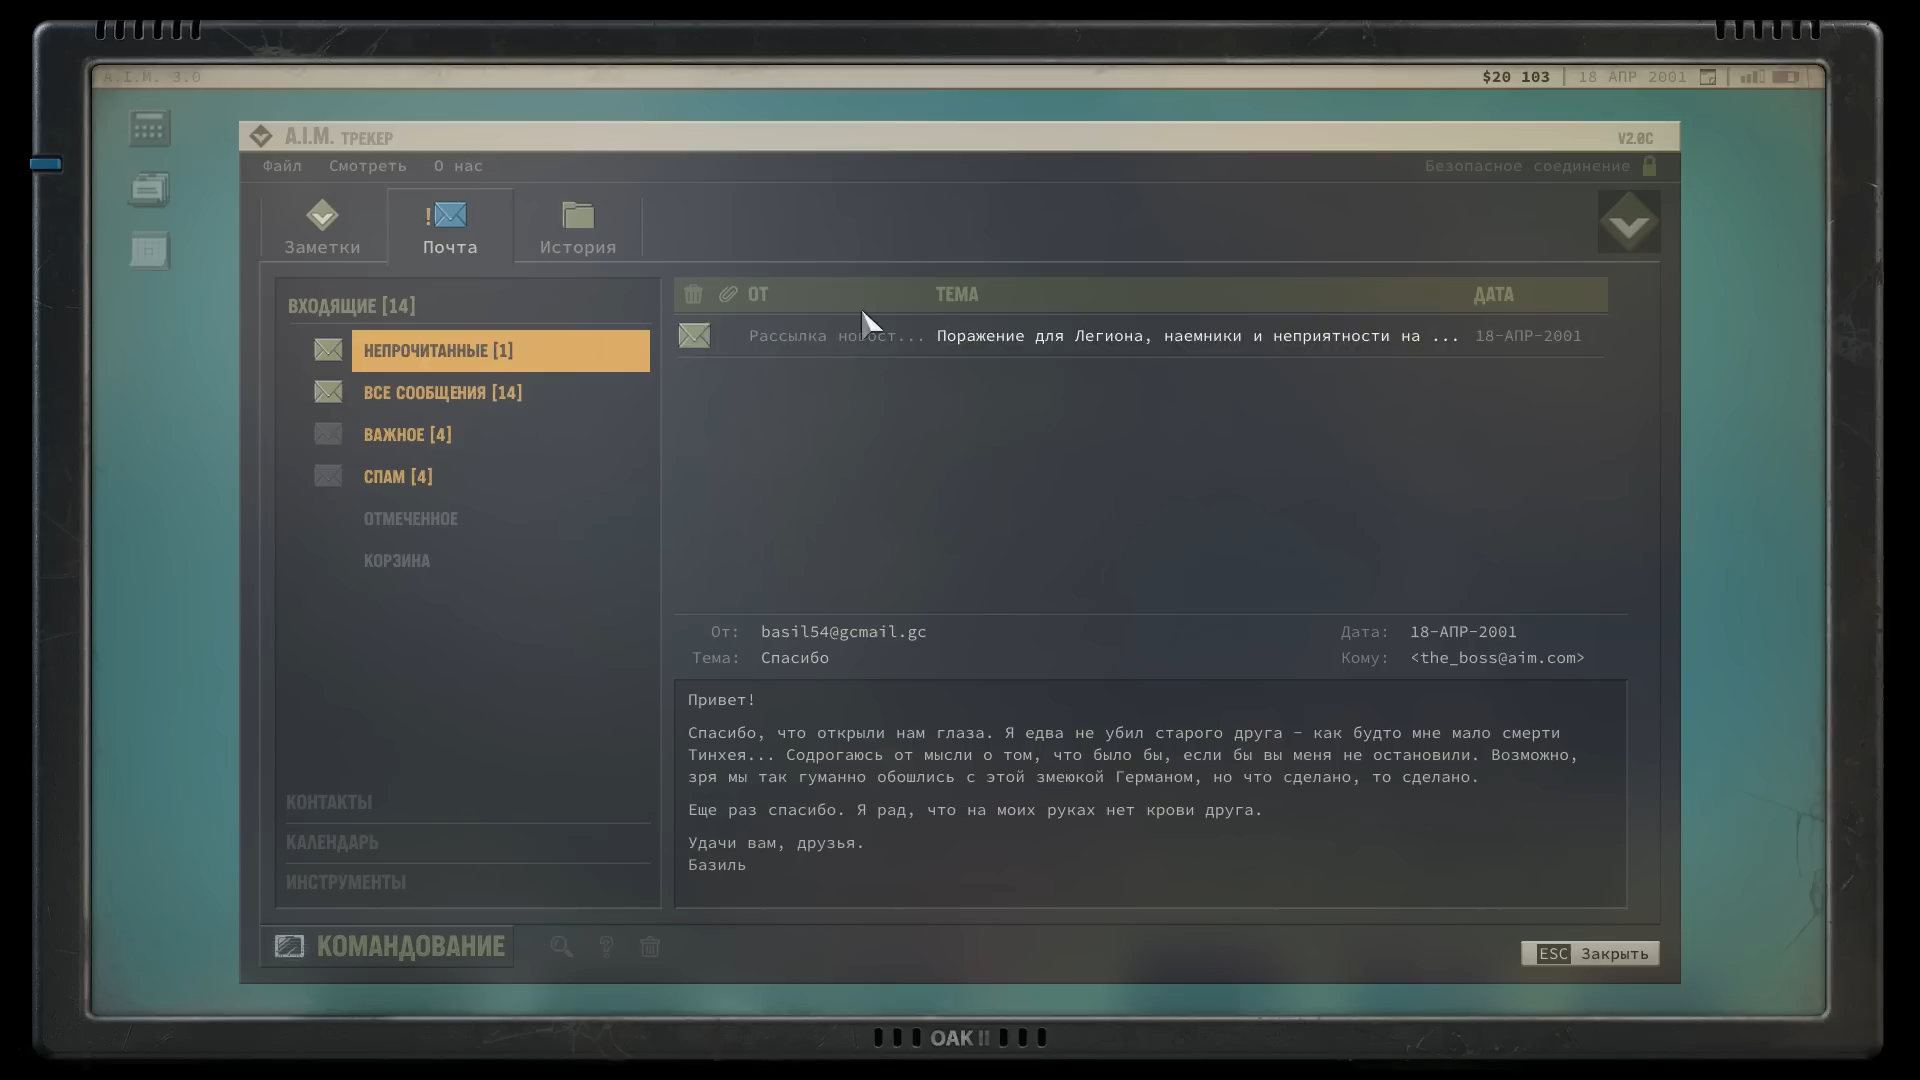 A.I.M. 3.0
$20 103 | 18 АПР 2001
A.I.M. ТРЕКЕР
V2.0C
Файл Смотреть О нас
Безопасное соединение
! Заметки Почта История
ВХОДЯЩИЕ [14]
НЕПРОЧИТАННЫЕ [1]
ВСЕ СООБЩЕНИЯ [14]
ВАЖНОЕ [4]
СПАМ [4]
ОТМЕЧЕННОЕ
КОРЗИНА
КОНТАКТЫ
КАЛЕНДАРЬ
ИНСТРУМЕНТЫ
ОТ ТЕМА ДАТА
Рассылка новост... Поражение для Легиона, наемники и неприятности на ... 18-АПР-2001
От: basil54@gcmail.gc
Дата: 18-АПР-2001
Тема: Спасибо
Кому: <the_boss@aim.com>
Привет!
Спасибо, что открыли нам глаза. Я едва не убил старого друга – как будто мне мало смерти
Тинхея... Содрогаюсь от мысли о том, что было бы, если бы вы меня не остановили. Возможно,
зря мы так гуманно обошлись с этой змеюкой Германом, но что сделано, то сделано.
Еще раз спасибо. Я рад, что на моих руках нет крови друга.
Удачи вам, друзья.
Базиль
КОМАНДОВАНИЕ
?
ESC Закрыть
OAK II